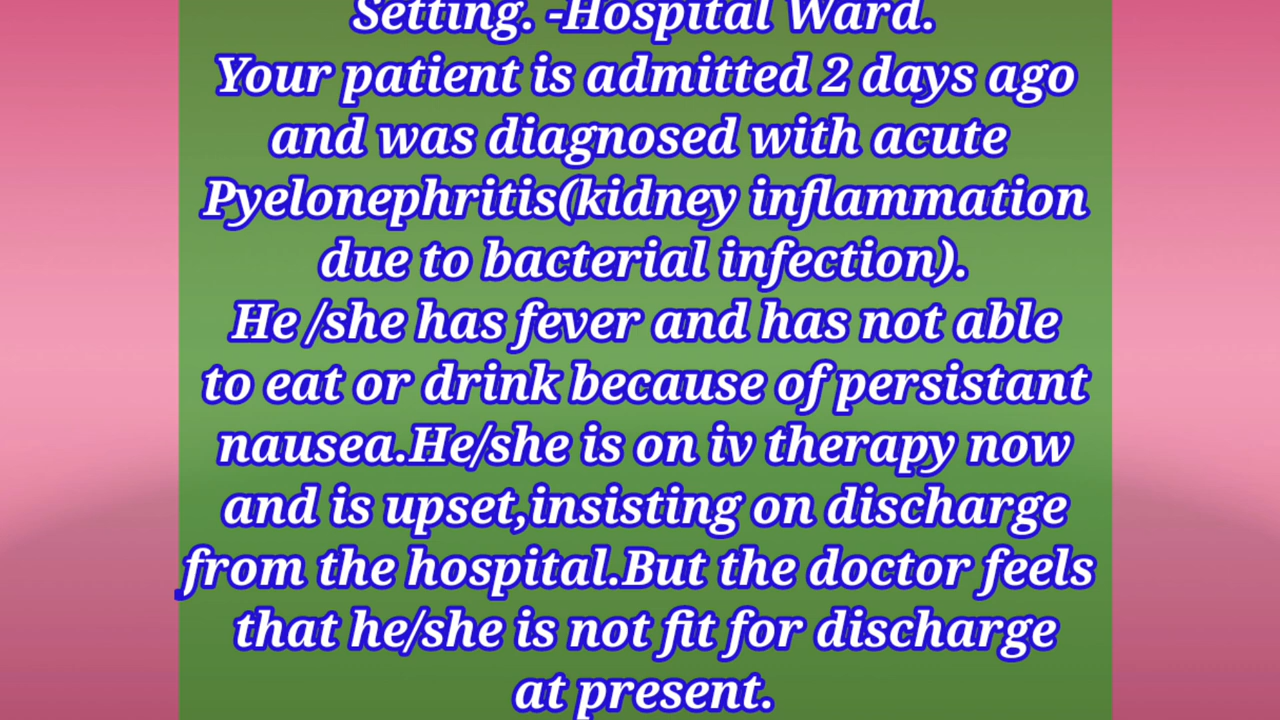 Setting. -Hospital Ward.
Your patient is admitted 2 days ago
and was diagnosed with acute
Pyelonephritis(kidney inflammation
due to bacterial infection).
He /she has fever and has not able
to eat or drink because of persistant
nausea.He/she is on iv therapy now
and is upset,insisting on discharge
from the hospital.But the doctor feels
that he/she is not fit for discharge
at present.